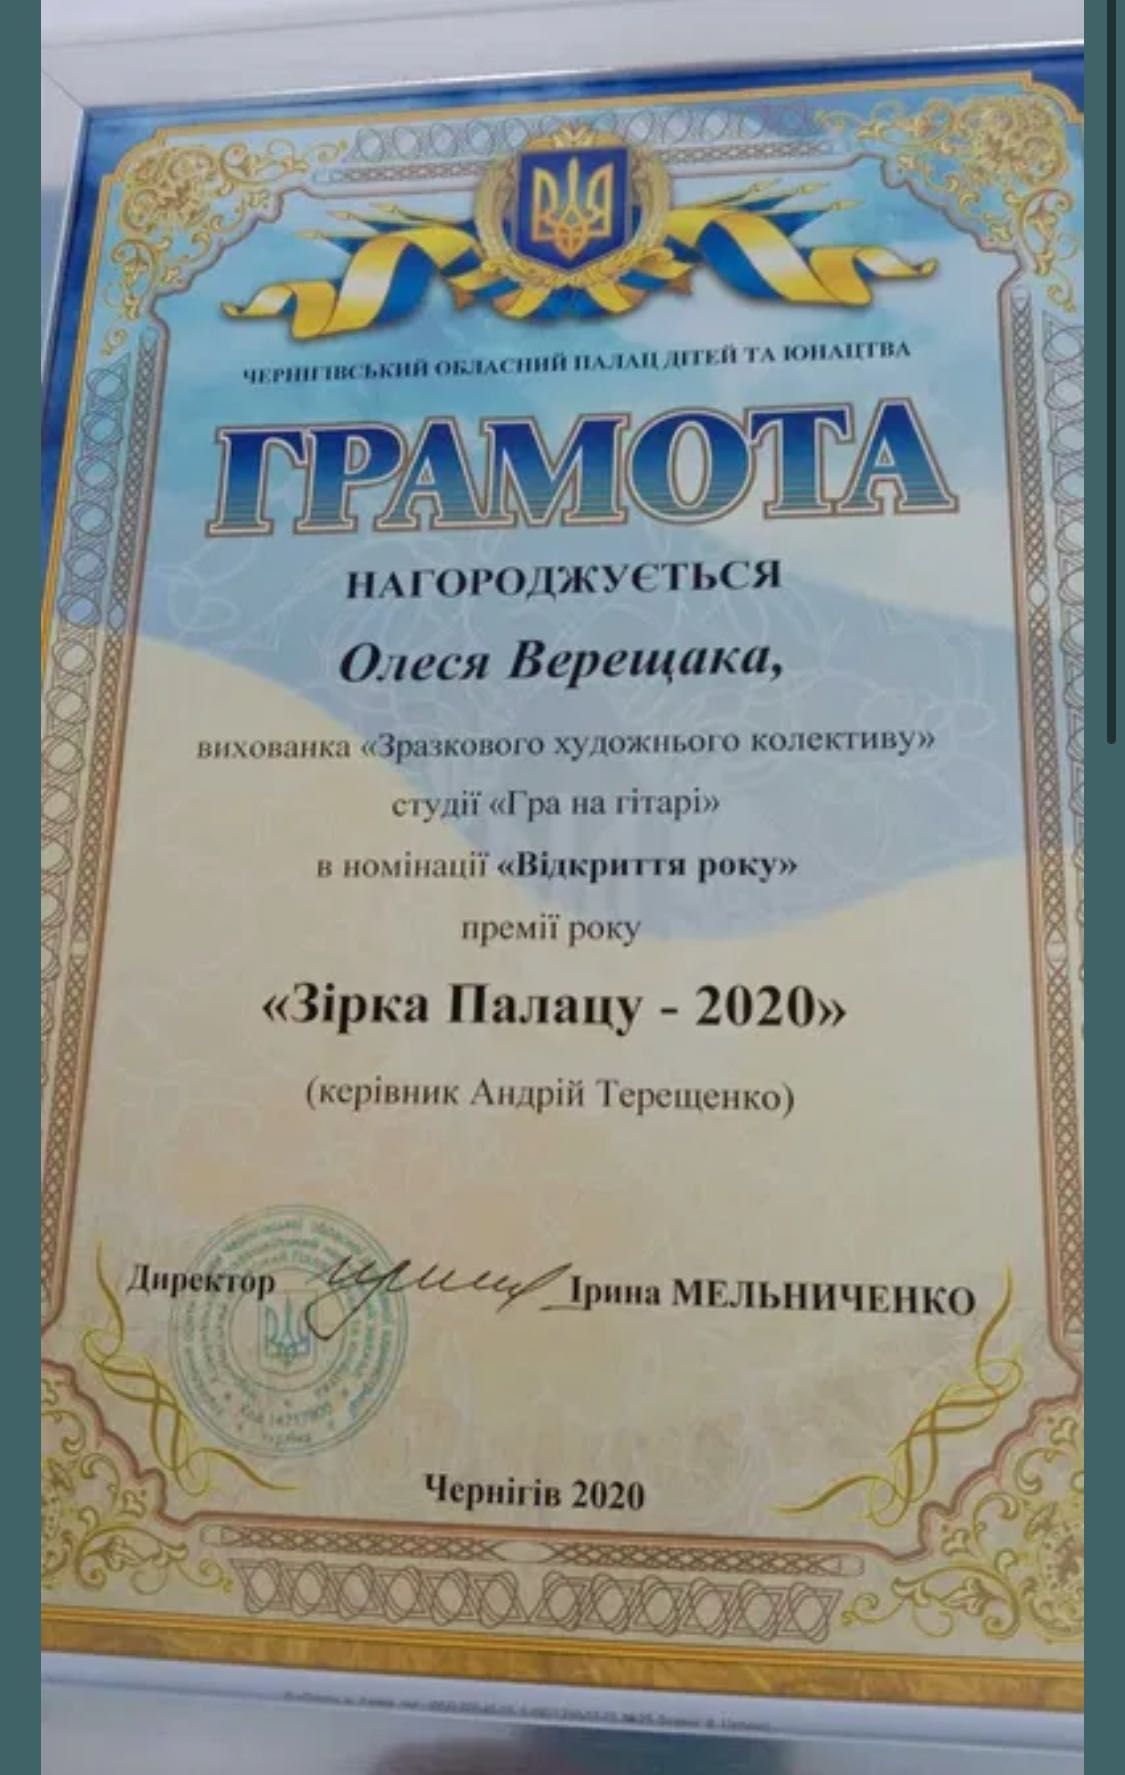 ЧЕРНІГІВСЬКИЙ ОБЛАСНИЙ ПАЛАЦ ДІТЕЙ ТА ЮНАЦТВА
ГРАМОТА
НАГОРОДЖУЄТЬСЯ
Олеся Верещака,
вихованка «Зразкового художнього колективу»
студії «Гра на гітарі»
в номінації «Відкриття року»
премії року
«Зірка Палацу - 2020»
(керівник Андрій Терещенко)
Директор Ірина МЕЛЬНИЧЕНКО
Чернігів 2020